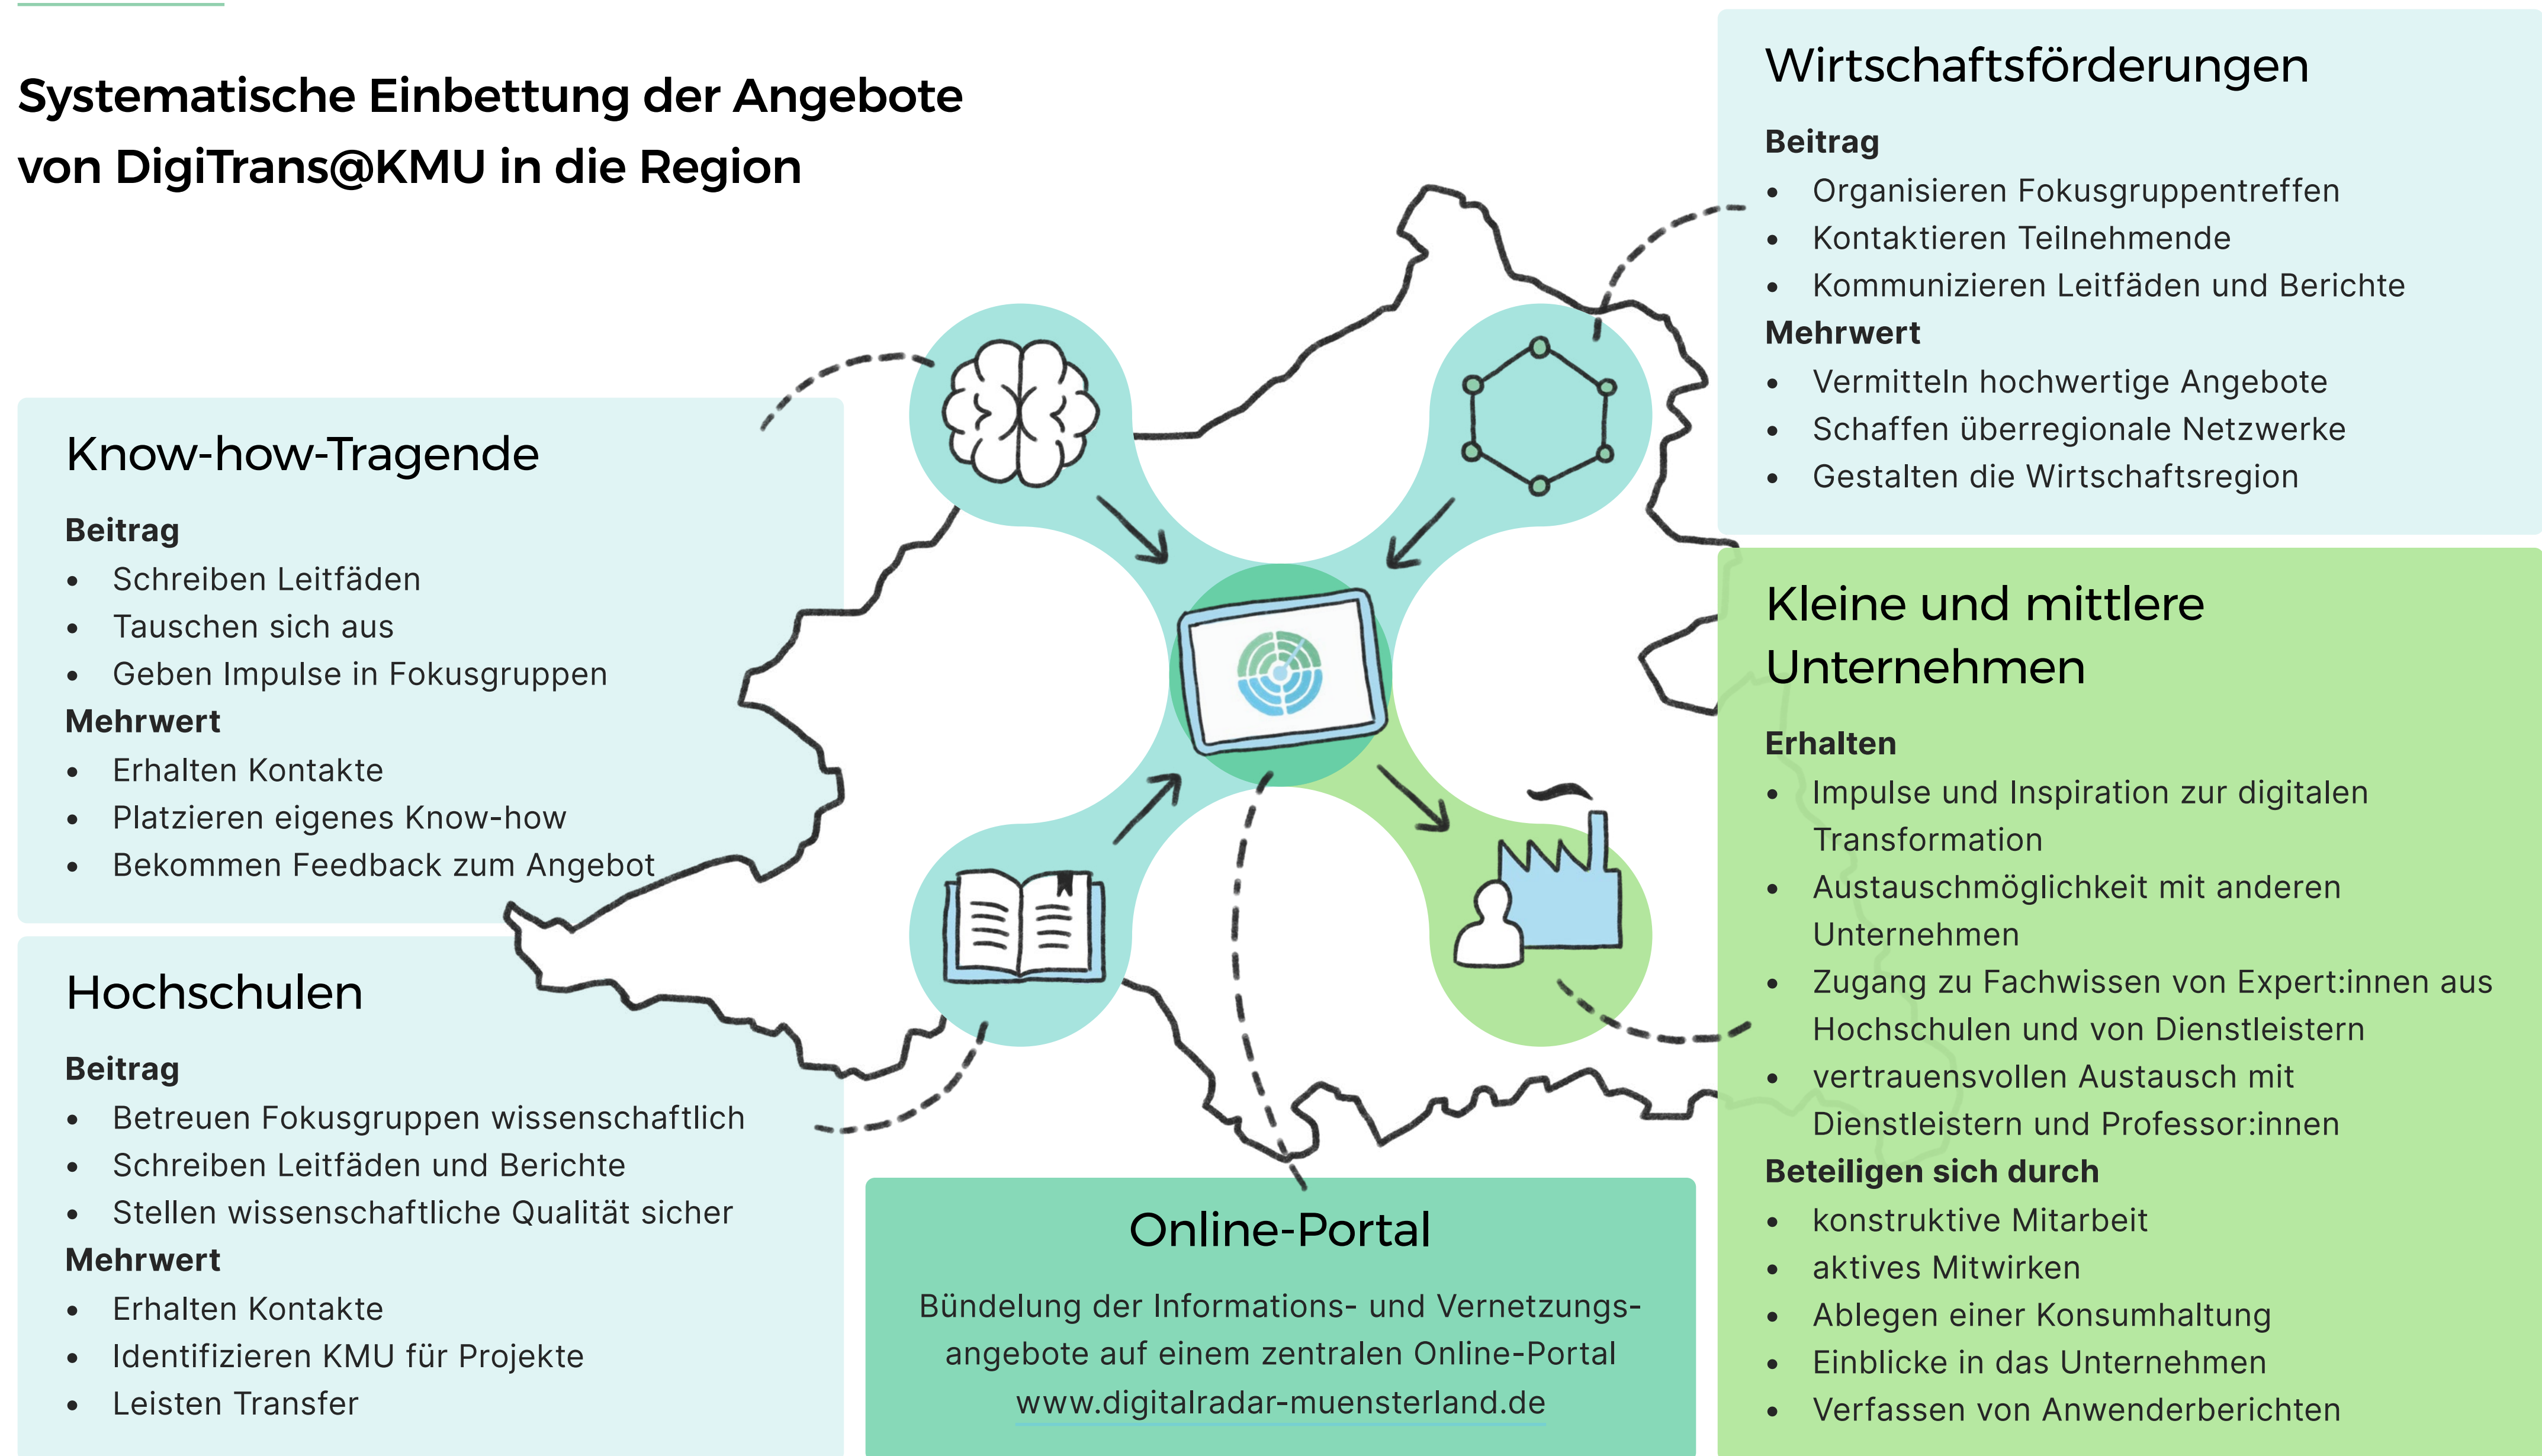 Systematische Einbettung der Angebote
von DigiTrans@KMU in die Region
Know-how-Tragende
Beitrag
• Schreiben Leitfäden
• Tauschen sich aus
• Geben Impulse in Fokusgruppen
Mehrwert
• Erhalten Kontakte
• Platzieren eigenes Know-how
• Bekommen Feedback zum Angebot
Hochschulen
Beitrag
• Betreuen Fokusgruppen wissenschaftlich
• Schreiben Leitfäden und Berichte
• Stellen wissenschaftliche Qualität sicher
Mehrwert
• Erhalten Kontakte
• Identifizieren KMU für Projekte
• Leisten Transfer
Online-Portal
Bündelung der Informations- und Vernetzungs-
angebote auf einem zentralen Online-Portal
www.digitalradar-muensterland.de
Wirtschaftsförderungen
Beitrag
• Organisieren Fokusgruppentreffen
• Kontaktieren Teilnehmende
• Kommunizieren Leitfäden und Berichte
Mehrwert
• Vermitteln hochwertige Angebote
• Schaffen überregionale Netzwerke
• Gestalten die Wirtschaftsregion
Kleine und mittlere
Unternehmen
Erhalten
• Impulse und Inspiration zur digitalen
Transformation
• Austauschmöglichkeit mit anderen
Unternehmen
• Zugang zu Fachwissen von Expert:innen aus
Hochschulen und von Dienstleistern
• vertrauensvollen Austausch mit
Dienstleistern und Professor:innen
Beteiligen sich durch
• konstruktive Mitarbeit
• aktives Mitwirken
• Ablegen einer Konsumhaltung
• Einblicke in das Unternehmen
• Verfassen von Anwenderberichten